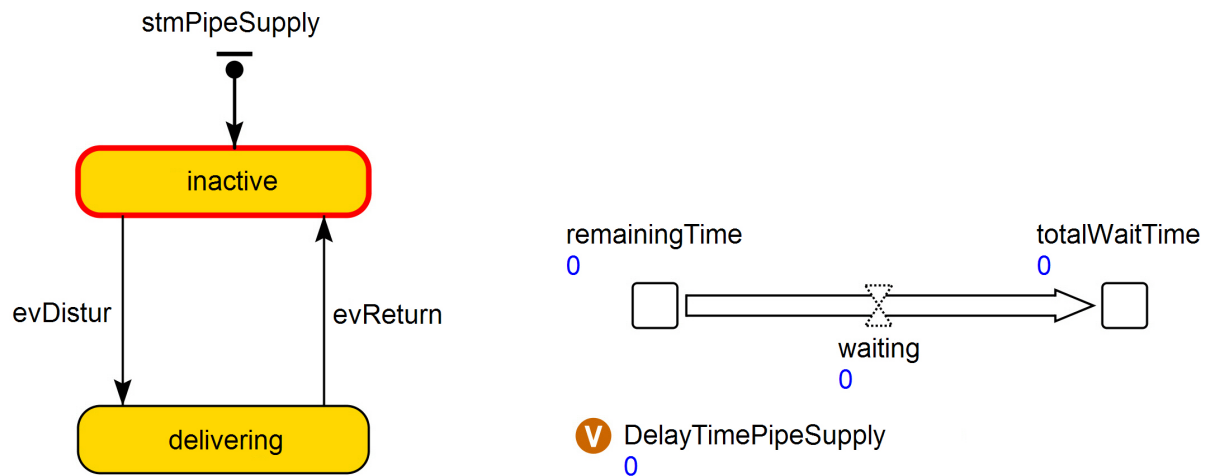 stmPipeSupply
inactive
evDistur
evReturn
delivering
remainingTime
0
totalWaitTime
0
waiting
0
V DelayTimePipeSupply
0